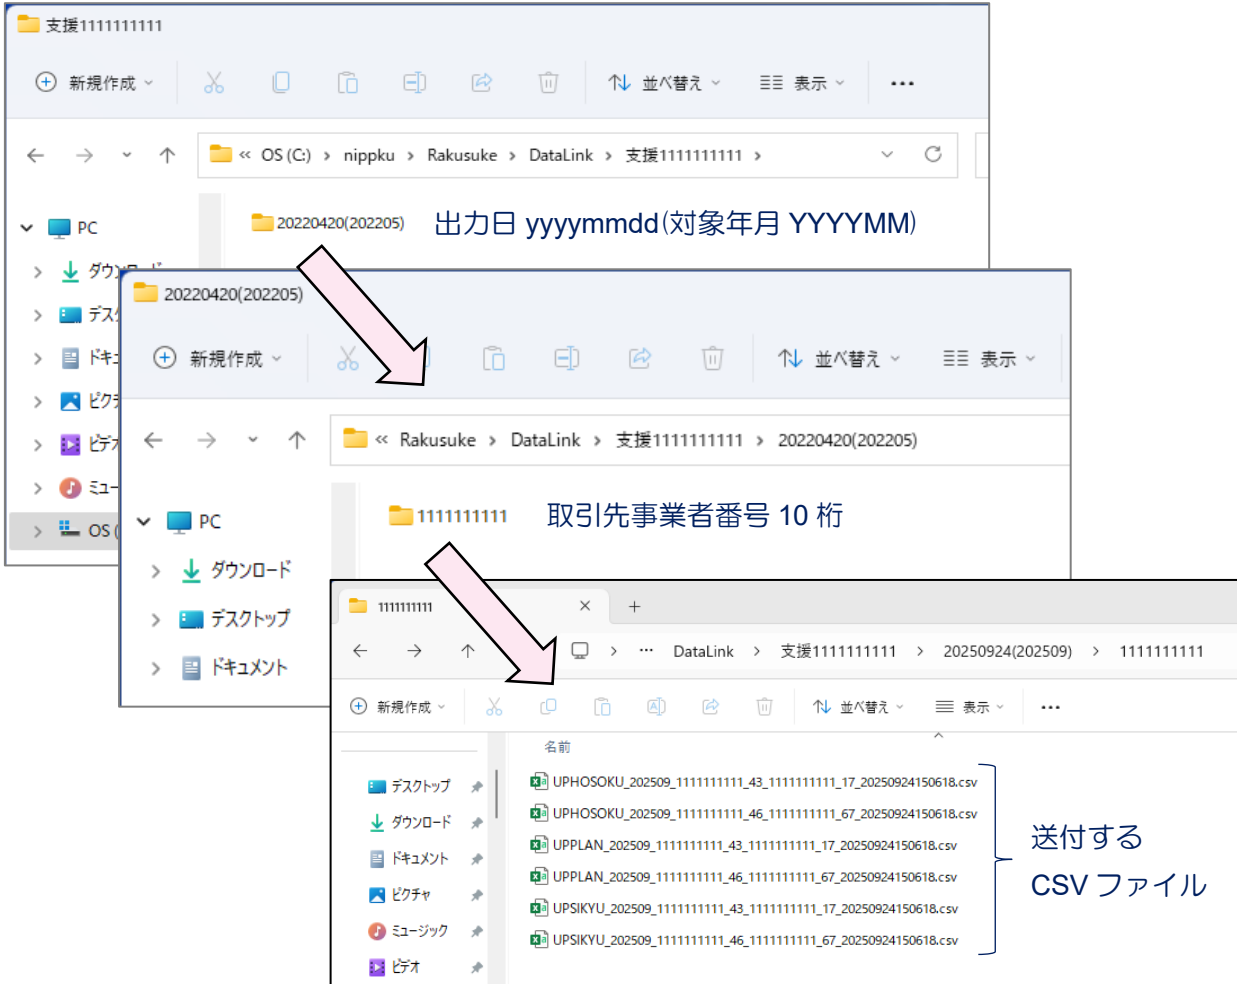 支援1111111111
新規作成
並べ替え
表示
« OS (C:) > nippku > Rakusuke > DataLink > 支援1111111111 >
PC
20220420(202205)
出力日 yyyymmdd(対象年月 YYYYMM)
OS (
20220420(202205)
新規作成
並べ替え
表示
« Rakusuke > DataLink > 支援1111111111 > 20220420(202205)
PC
1111111111
取引先事業者番号 10 桁
ダウンロード
デスクトップ
ドキュメント
1111111111
DataLink > 支援1111111111 > 20250924(202509) > 1111111111
新規作成
並べ替え
表示
名前
デスクトップ
ダウンロード
ドキュメント
ピクチャ
ミュージック
ビデオ
UPHOSOKU_202509_1111111111_43_1111111111_17_20250924150618.csv
UPHOSOKU_202509_1111111111_46_1111111111_67_20250924150618.csv
UPPLAN_202509_1111111111_43_1111111111_17_20250924150618.csv
UPPLAN_202509_1111111111_46_1111111111_67_20250924150618.csv
UPSIKYU_202509_1111111111_43_1111111111_17_20250924150618.csv
UPSIKYU_202509_1111111111_46_1111111111_67_20250924150618.csv
送付する
CSV ファイル